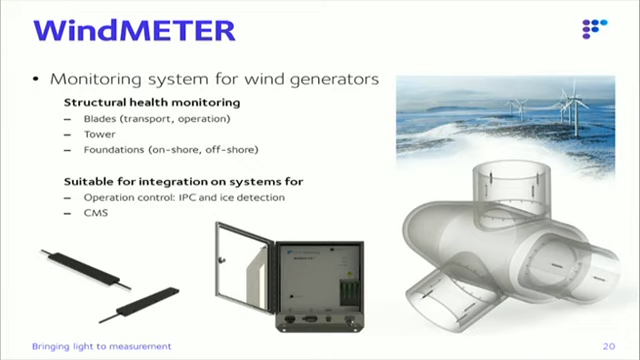 WindMETER
• Monitoring system for wind generators
Structural health monitoring
– Blades (transport, operation)
– Tower
– Foundations (on-shore, off-shore)
Suitable for integration on systems for
– Operation control: IPC and ice detection
– CMS
Bringing light to measurement
20